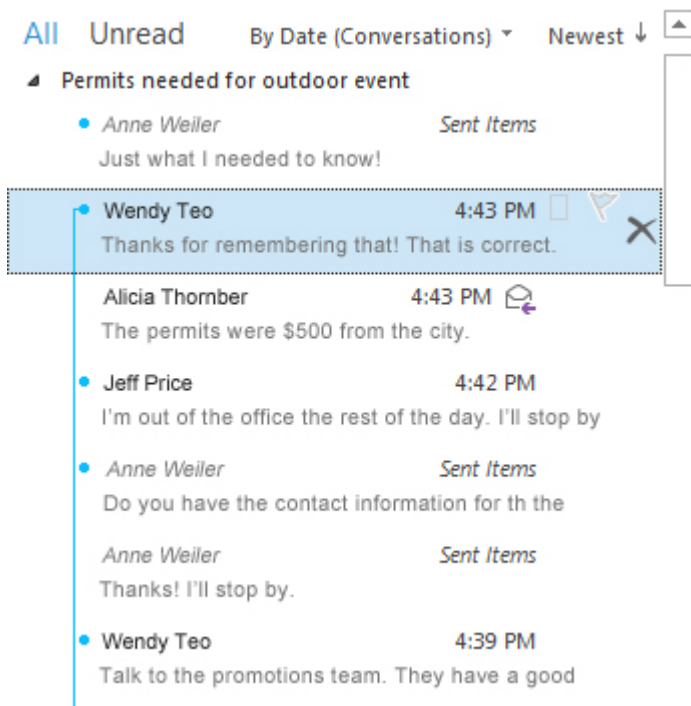 All Unread By Date (Conversations) Newest
Permits needed for outdoor event
Anne Weiler Sent Items
Just what I needed to know!
Wendy Teo 4:43 PM
Thanks for remembering that! That is correct.
Alicia Thornber 4:43 PM
The permits were $500 from the city.
Jeff Price 4:42 PM
I'm out of the office the rest of the day. I'll stop by
Anne Weiler Sent Items
Do you have the contact information for th the
Anne Weiler Sent Items
Thanks! I'll stop by.
Wendy Teo 4:39 PM
Talk to the promotions team. They have a good